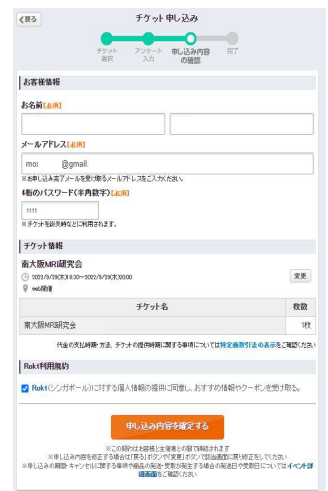 戻る
チケット申し込み
チケット
選択
アンケート
入力
申し込み内容
の確認
完了
お客様情報
お名前【必須】
メールアドレス【必須】
@gmail
※お申し込み完了メールを受け取るメールアドレスをご入力ください。
4桁のパスワード(半角数字)【必須】
1111
※チケットを紛失時などに利用されます。
チケット情報
南大阪MRI研究会
2022/9/29(木)18:30～2022/9/29(木)20:00
web開催
変更
チケット名
枚数
南大阪MRI研究会
1枚
代金の支払時期・方法、チケットの提供時期に関する事項については特定商取引法の表示をご確認ください
Rokt利用規約
Rokt(シンガポール)に対する個人情報の提供に同意し、おすすめ情報やクーポンを受け取る。
申し込み内容を確定する
※この契約はお客様と主催者との間で締結されます
※申し込み内容を修正する場合は「戻る」ボタンや「変更」ボタンで該当画面に戻り修正をしてください
※申し込みの期間・キャンセルに関する事項や商品の発送・受取が発生する場合の発送日や受取日についてはイベント詳
細画面をご確認ください